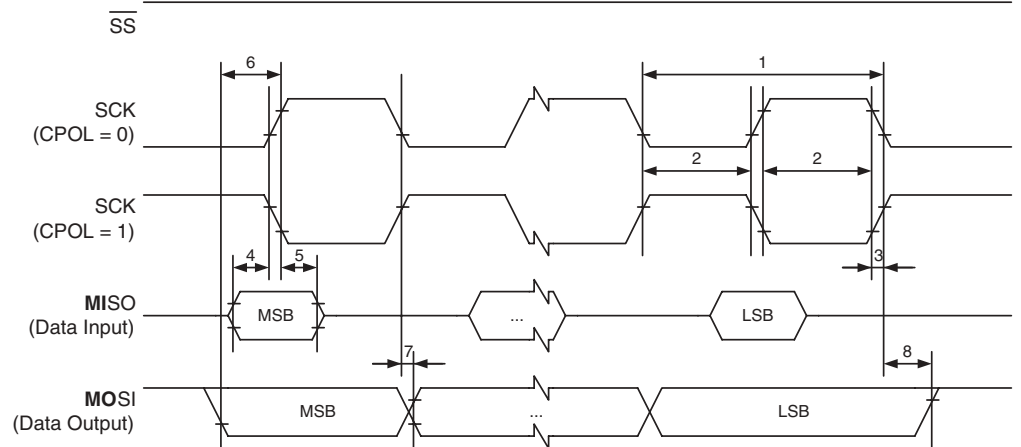 SS
6
1
SCK
(CPOL = 0)
2
2
SCK
(CPOL = 1)
4
5
3
MISO
(Data Input)
MSB
...
LSB
7
8
MOSI
(Data Output)
MSB
...
LSB